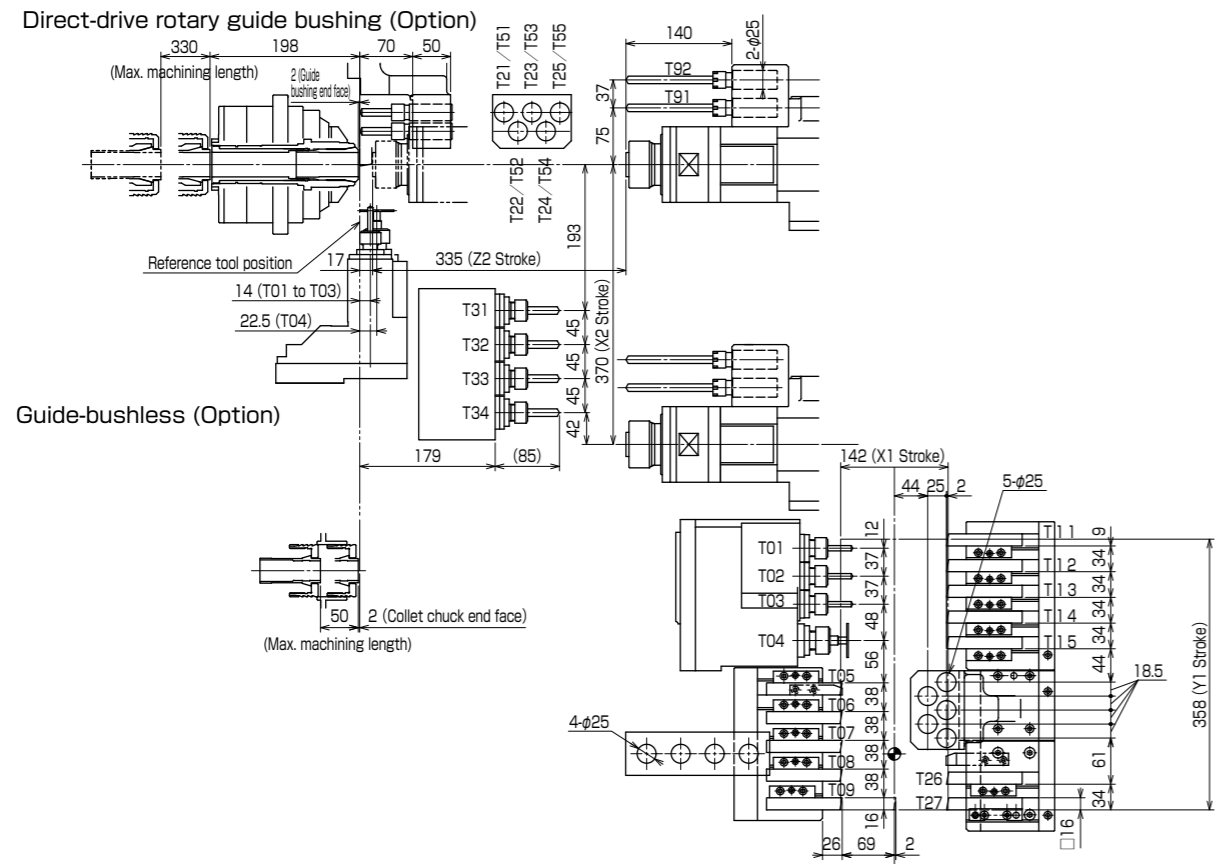 Direct-drive rotary guide bushing (Option)
330
198
70
50
(Max. machining length)
2 (Guide
bushing end face)
T21/T51
T23/T53
T25/T55
T22/T52
T24/T54
140
2-φ25
T92
T91
37
75
193
370 (X2 Stroke)
Reference tool position
17
335 (Z2 Stroke)
14 (T01 to T03)
22.5 (T04)
T31
T32
T33
T34
45
45
45
42
179
(85)
Guide-bushless (Option)
50
2 (Collet chuck end face)
(Max. machining length)
142 (X1 Stroke)
44
25
2
5-φ25
T01
T02
T03
T04
T05
T06
T07
T08
T09
12
37
37
48
56
38
38
38
38
16
4-φ25
26
69
2
T11
T12
T13
T14
T15
T26
T27
9
34
34
34
34
44
18.5
61
34
□16
358 (Y1 Stroke)